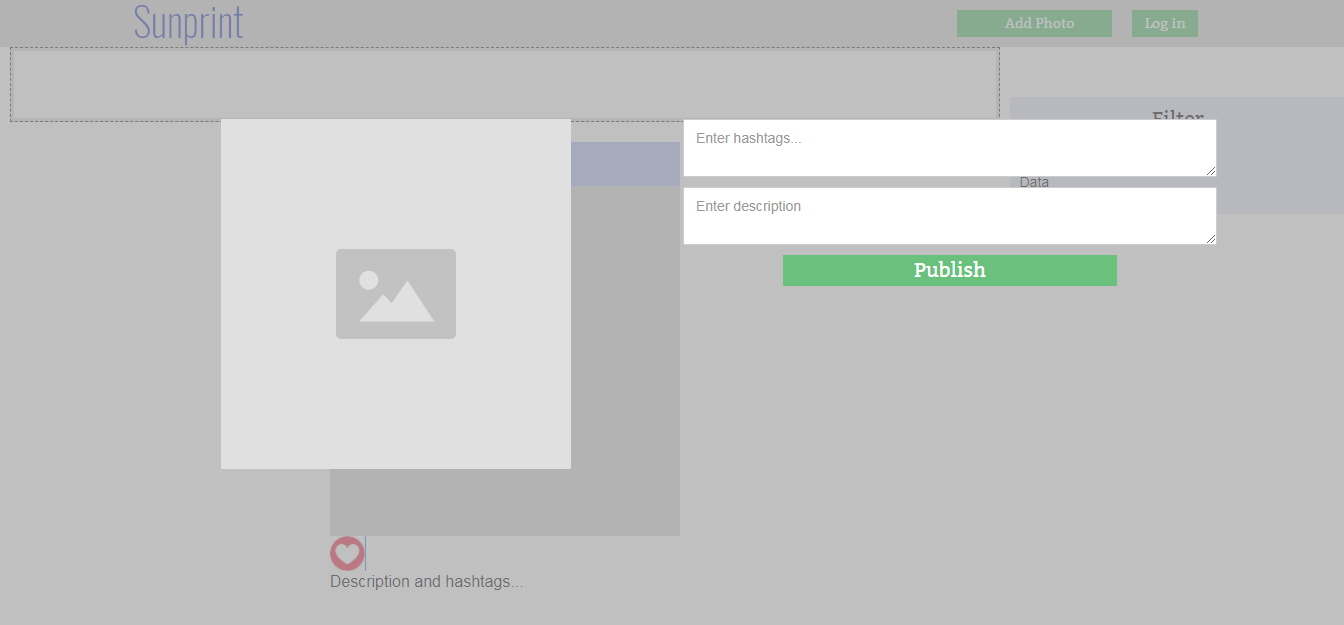 Sunprint
Add Photo
Log in
Filter
Enter hashtags...
Data
Enter description
Publish
Description and hashtags...